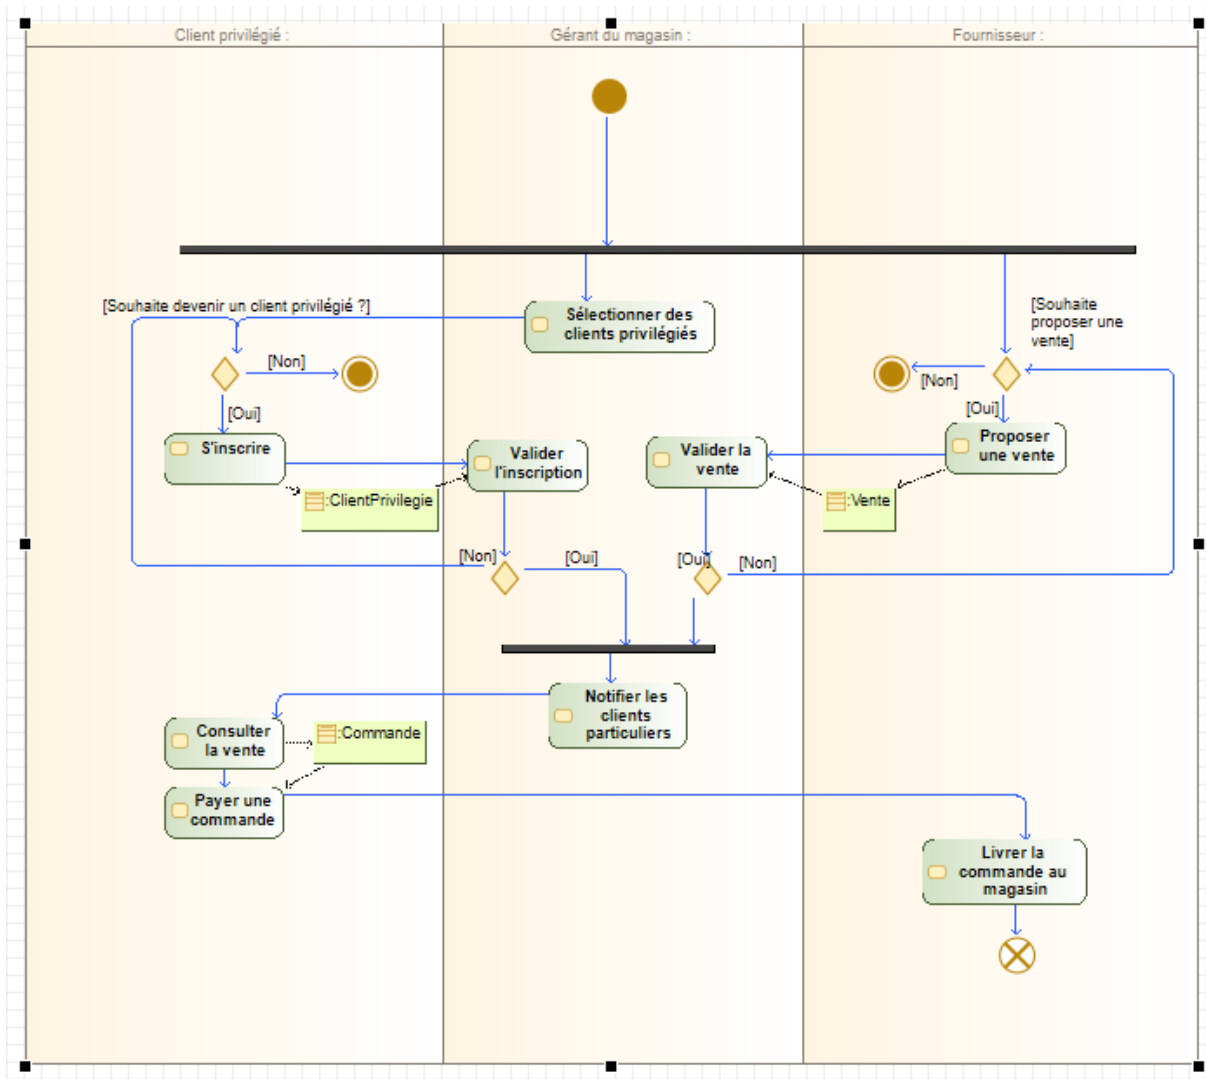 Client privilégié :
Gérant du magasin :
Fournisseur :
[Souhaite devenir un client privilégié ?]
Sélectionner des
clients privilégiés
[Souhaite
proposer une
vente]
[Non]
[Non]
[Oui]
[Oui]
S'inscrire
Valider
l'inscription
Valider la
vente
Proposer
une vente
:ClientPrivilegie
:Vente
[Non]
[Oui]
[Oui]
[Non]
Notifier les
clients
particuliers
Consulter
la vente
:Commande
Payer une
commande
Livrer la
commande au
magasin